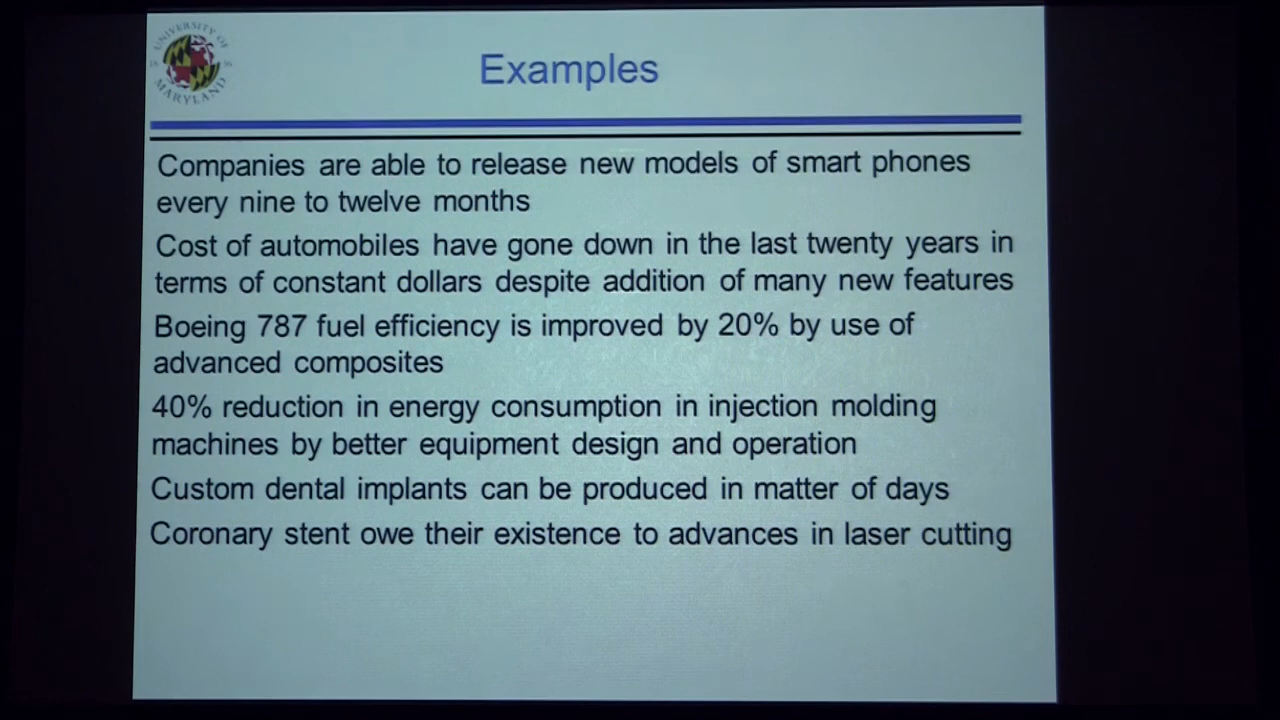 UNIVERSITY OF
MARYLAND
Examples
Companies are able to release new models of smart phones
every nine to twelve months
Cost of automobiles have gone down in the last twenty years in
terms of constant dollars despite addition of many new features
Boeing 787 fuel efficiency is improved by 20% by use of
advanced composites
40% reduction in energy consumption in injection molding
machines by better equipment design and operation
Custom dental implants can be produced in matter of days
Coronary stent owe their existence to advances in laser cutting